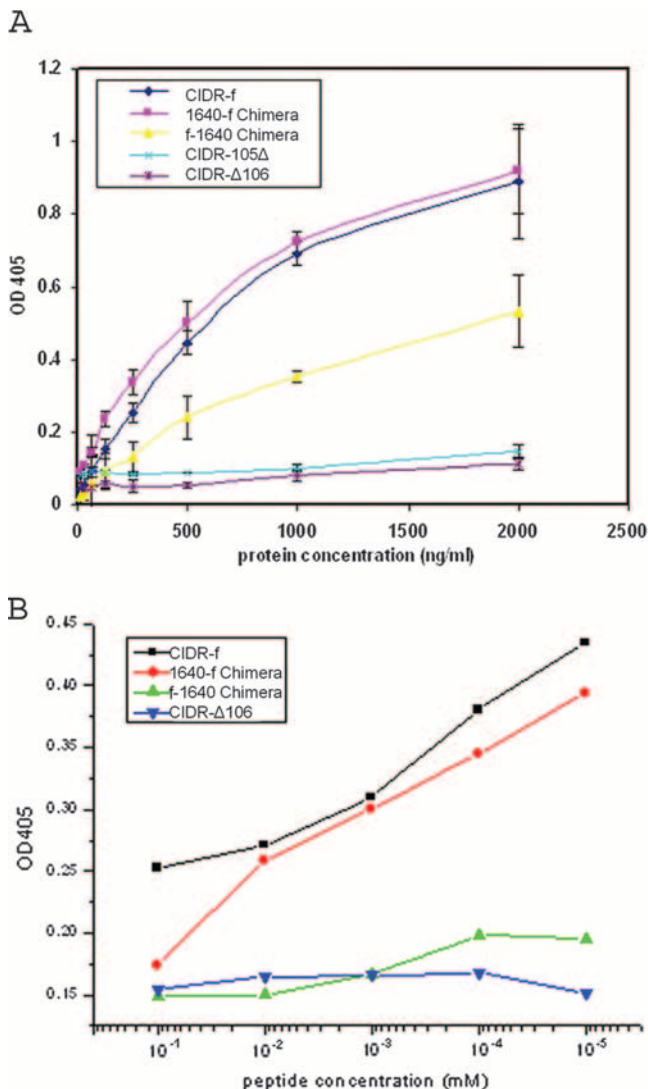 A
1.2
1
0.8
0.6
0.4
0.2
0
OD 405
CIDR-f
1640-f Chimera
f-1640 Chimera
CIDR-105Δ
CIDR-Δ106
0 500 1000 1500 2000 2500
protein concentration (ng/ml)
B
0.45
0.40
0.35
0.30
0.25
0.20
0.15
OD405
CIDR-f
1640-f Chimera
f-1640 Chimera
CIDR-Δ106
10⁻¹ 10⁻² 10⁻³ 10⁻⁴ 10⁻⁵
peptide concentration (mM)